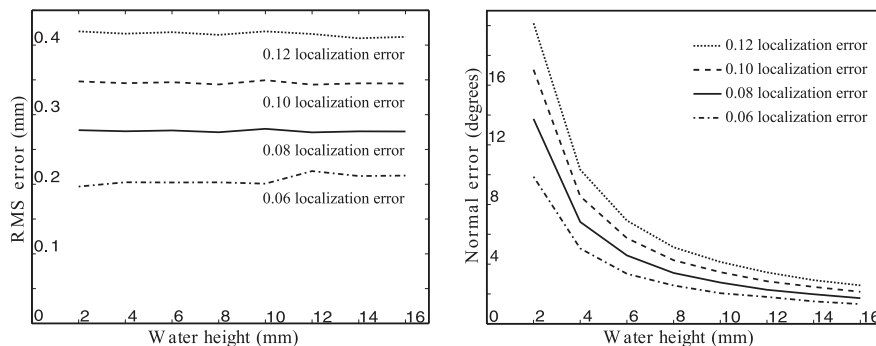 0.4
0.3
0.2
0.1
0
RMS error (mm)
0.12 localization error
0.10 localization error
0.08 localization error
0.06 localization error
2 4 6 8 10 12 14 16
Water height (mm)
16
12
8
4
0
Normal error (degrees)
0.12 localization error
0.10 localization error
0.08 localization error
0.06 localization error
2 4 6 8 10 12 14 16
Water height (mm)